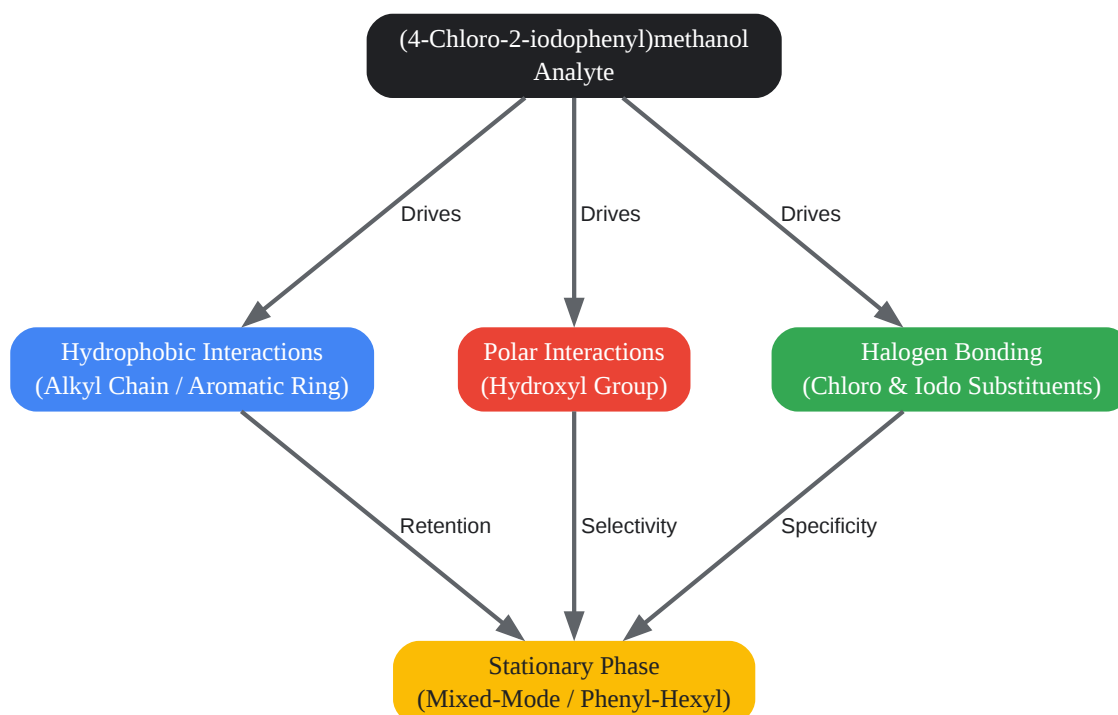 (4-Chloro-2-iodophenyl)methanol
Analyte
Drives
Drives
Drives
Hydrophobic Interactions
(Alkyl Chain / Aromatic Ring)
Polar Interactions
(Hydroxyl Group)
Halogen Bonding
(Chloro & Iodo Substituents)
Retention
Selectivity
Specificity
Stationary Phase
(Mixed-Mode / Phenyl-Hexyl)